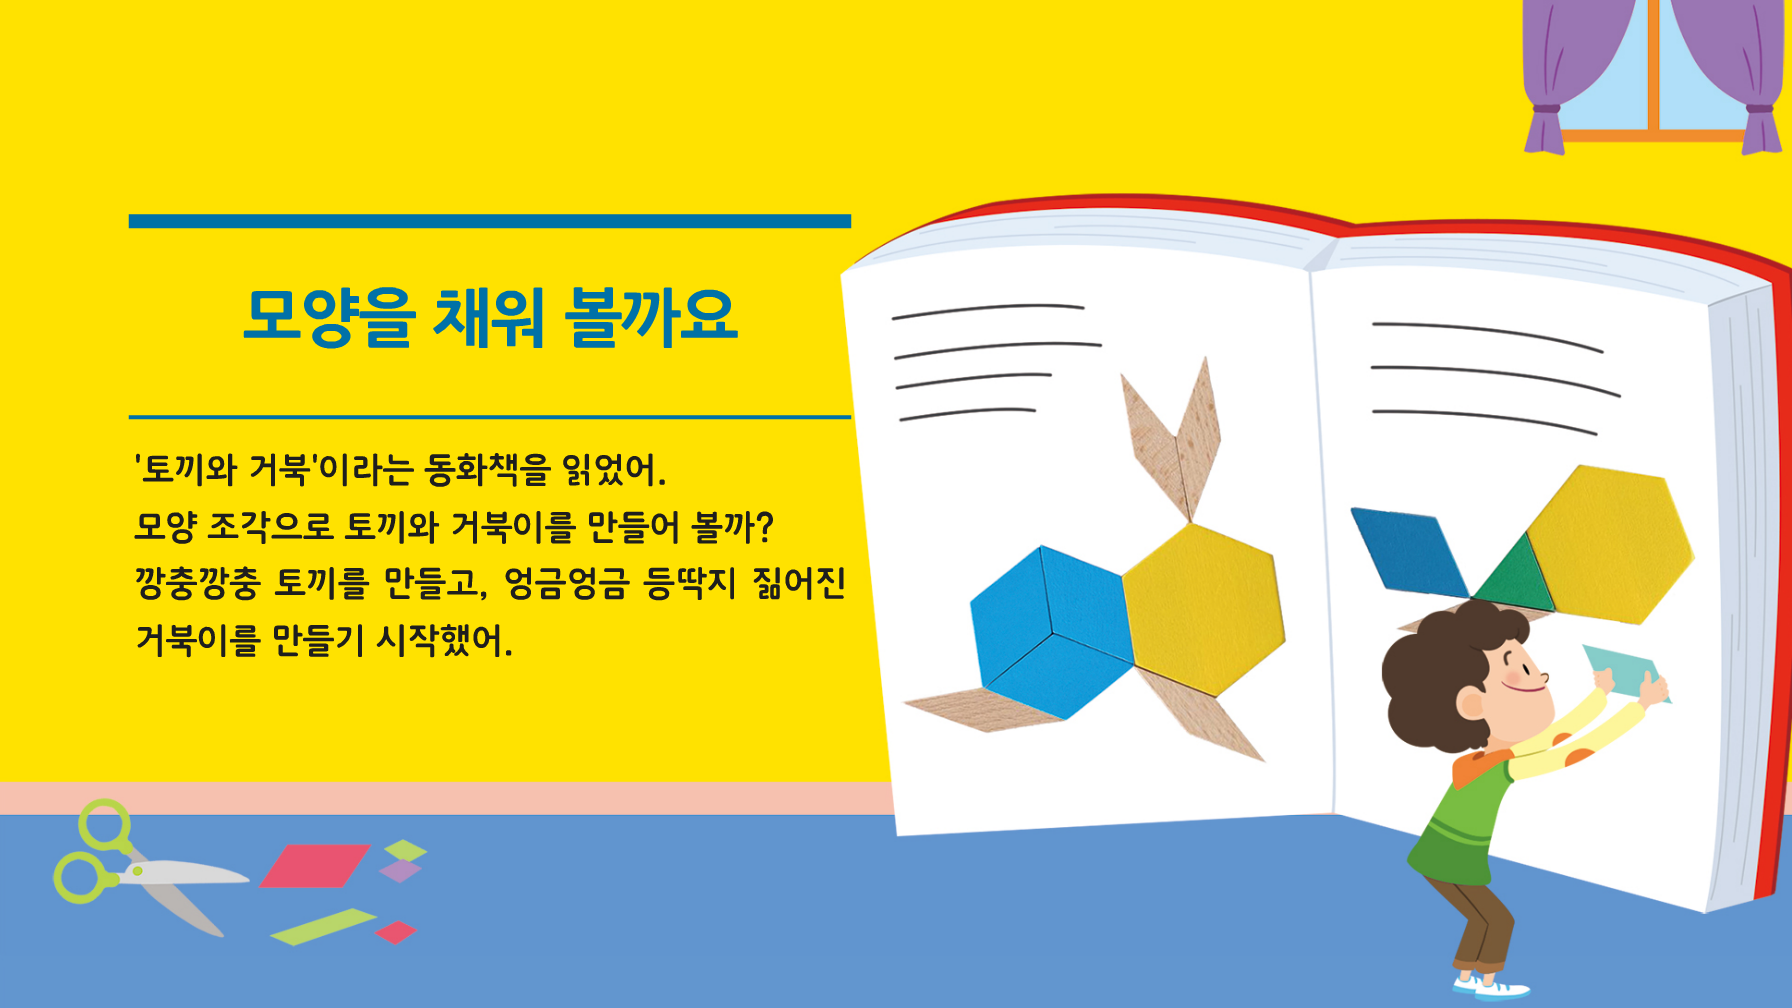 모양을 채워 볼까요
'토끼와 거북'이라는 동화책을 읽었어.
모양 조각으로 토끼와 거북이를 만들어 볼까?
깡충깡충 토끼를 만들고, 엉금엉금 등딱지 짊어진
거북이를 만들기 시작했어.